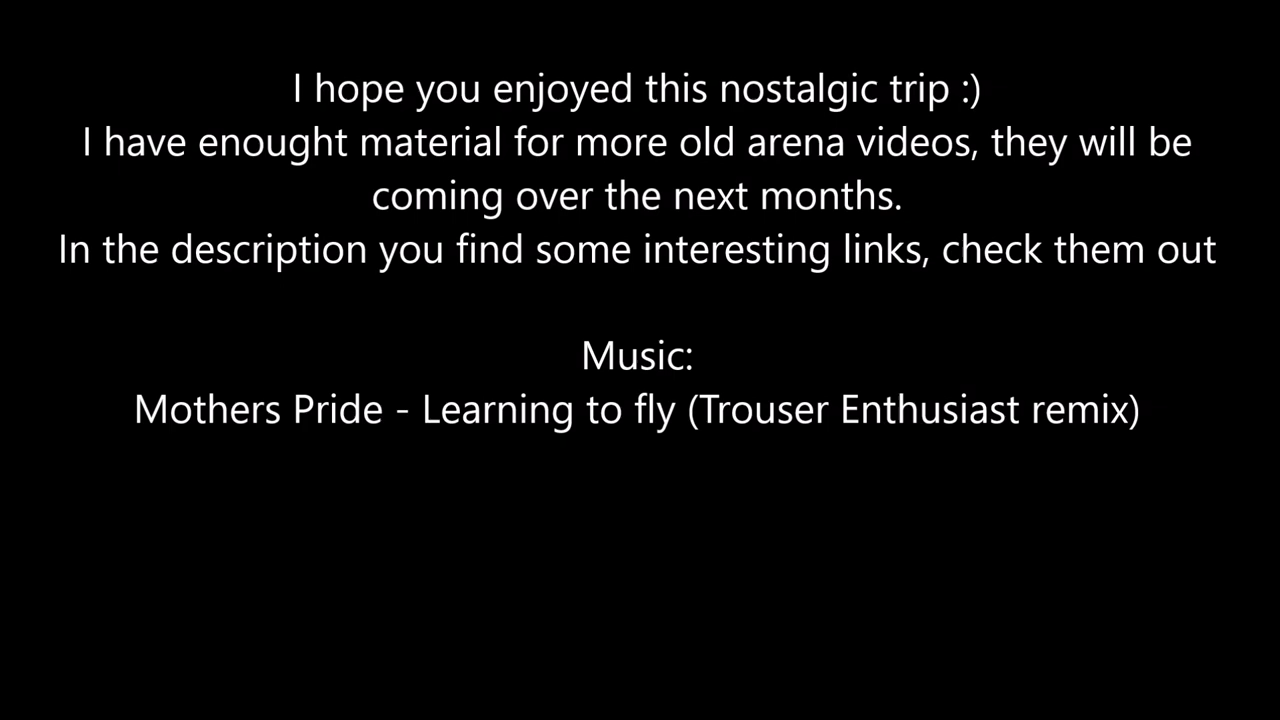 I hope you enjoyed this nostalgic trip :)
I have enought material for more old arena videos, they will be
coming over the next months.
In the description you find some interesting links, check them out
Music:
Mothers Pride - Learning to fly (Trouser Enthusiast remix)